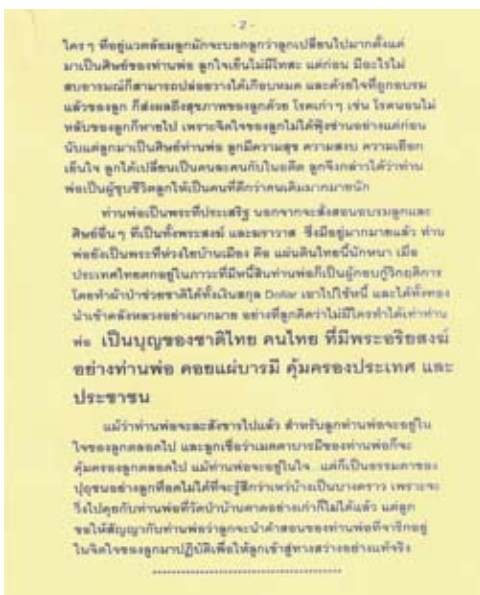 - 2 -
ใครๆ ที่อยู่แวดล้อมลูกมักจะบอกลูกว่าลูกเปลี่ยนไปมากตั้งแต่
มาเป็นศิษย์ของท่านพ่อ ลูกใจเย็นไม่มีโทสะ แต่ก่อน มีอะไรไม่
สบอารมณ์ก็สามารถปล่อยวางได้เกือบหมด และด้วยใจที่ถูกอบรม
แล้วของลูก ก็ส่งผลถึงสุขภาพของลูกด้วย โรคเก่าๆ เช่น โรคนอนไม่
หลับของลูกก็หายไป เพราะจิตใจของลูกไม่ได้ฟุ้งซ่านอย่างแต่ก่อน
นับแต่ลูกมาเป็นศิษย์ท่านพ่อ ลูกมีความสุข ความสงบ ความเยือก
เย็นใจ ลูกได้เปลี่ยนเป็นคนละคนกับในอดีต ลูกจึงกล่าวได้ว่าท่าน
พ่อเป็นผู้ชุบชีวิตลูกให้เป็นคนที่ดีกว่าคนเดิมมากมายนัก
ท่านพ่อเป็นพระที่ประเสริฐ นอกจากจะสั่งสอนอบรมลูกและ
ศิษย์อื่นๆ ที่เป็นทั้งพระสงฆ์ และฆราวาส ซึ่งมีอยู่มากมายแล้ว ท่าน
พ่อยังเป็นพระที่ห่วงใยบ้านเมือง คือ แผ่นดินไทยนี้นักหนา เมื่อ
ประเทศไทยตกอยู่ในภาวะที่มีหนี้สินท่านพ่อก็เป็นผู้กอบกู้วิกฤติการ
โดยทำผ้าป่าช่วยชาติได้ทั้งเงินสกุล Dollar เอาไปใช้หนี้ และได้ทั้งทอง
นำเข้าคลังหลวงอย่างมากมาย อย่างที่ลูกคิดว่าไม่มีใครทำได้เท่าท่าน
พ่อ เป็นบุญของชาติไทย คนไทย ที่มีพระอริยสงฆ์
อย่างท่านพ่อ คอยแผ่บารมี คุ้มครองประเทศ และ
ประชาชน
แม้ว่าท่านพ่อจะละสังขารไปแล้ว สำหรับลูกท่านพ่อจะอยู่ใน
ใจของลูกตลอดไป และลูกเชื่อว่าเมตตาบารมีของท่านพ่อก็จะ
คุ้มครองลูกตลอดไป แม้ท่านพ่อจะอยู่ในใจ แต่ก็เป็นธรรมดาของ
ปุถุชนอย่างลูกที่อดไม่ได้ที่จะรู้สึกว้าเหว่บ้างเป็นบางคราว เพราะจะ
วิ่งไปคุยกับท่านพ่อที่วัดป่าบ้านตาดอย่างเก่าก็ไม่ได้แล้ว แต่ลูก
ขอให้สัญญากับท่านพ่อว่าลูกจะนำคำสอนของท่านพ่อที่จารึกอยู่
ในจิตใจของลูกมาปฏิบัติเพื่อให้ลูกเข้าสู่ทางสว่างอย่างแท้จริง